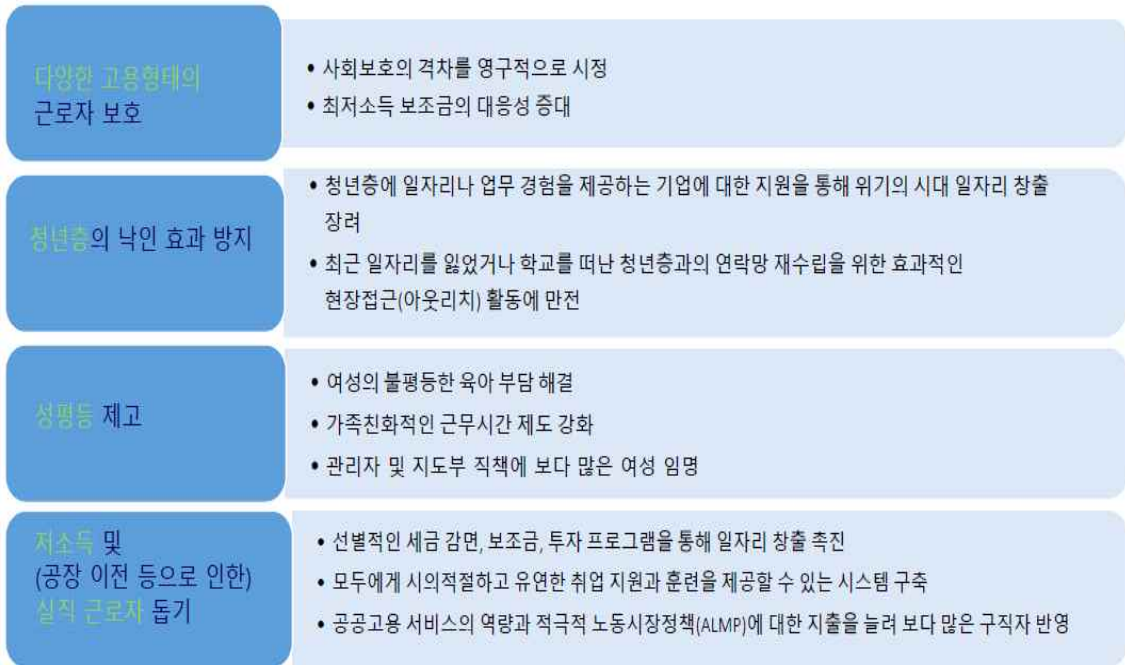 다양한 고용형태의
근로자 보호
• 사회보호의 격차를 영구적으로 시정
• 최저소득 보조금의 대응성 증대
청년층의 낙인 효과 방지
• 청년층에 일자리나 업무 경험을 제공하는 기업에 대한 지원을 통해 위기의 시대 일자리 창출
장려
• 최근 일자리를 잃었거나 학교를 떠난 청년층과의 연락망 재수립을 위한 효과적인
현장접근(아웃리치) 활동에 만전
성평등 제고
• 여성의 불평등한 육아 부담 해결
• 가족친화적인 근무시간 제도 강화
• 관리자 및 지도부 직책에 보다 많은 여성 임명
저소득 및
(공장 이전 등으로 인한)
실직 근로자 돕기
• 선별적인 세금 감면, 보조금, 투자 프로그램을 통해 일자리 창출 촉진
• 모두에게 시의적절하고 유연한 취업 지원과 훈련을 제공할 수 있는 시스템 구축
• 공공고용 서비스의 역량과 적극적 노동시장정책(ALMP)에 대한 지출을 늘려 보다 많은 구직자 반영